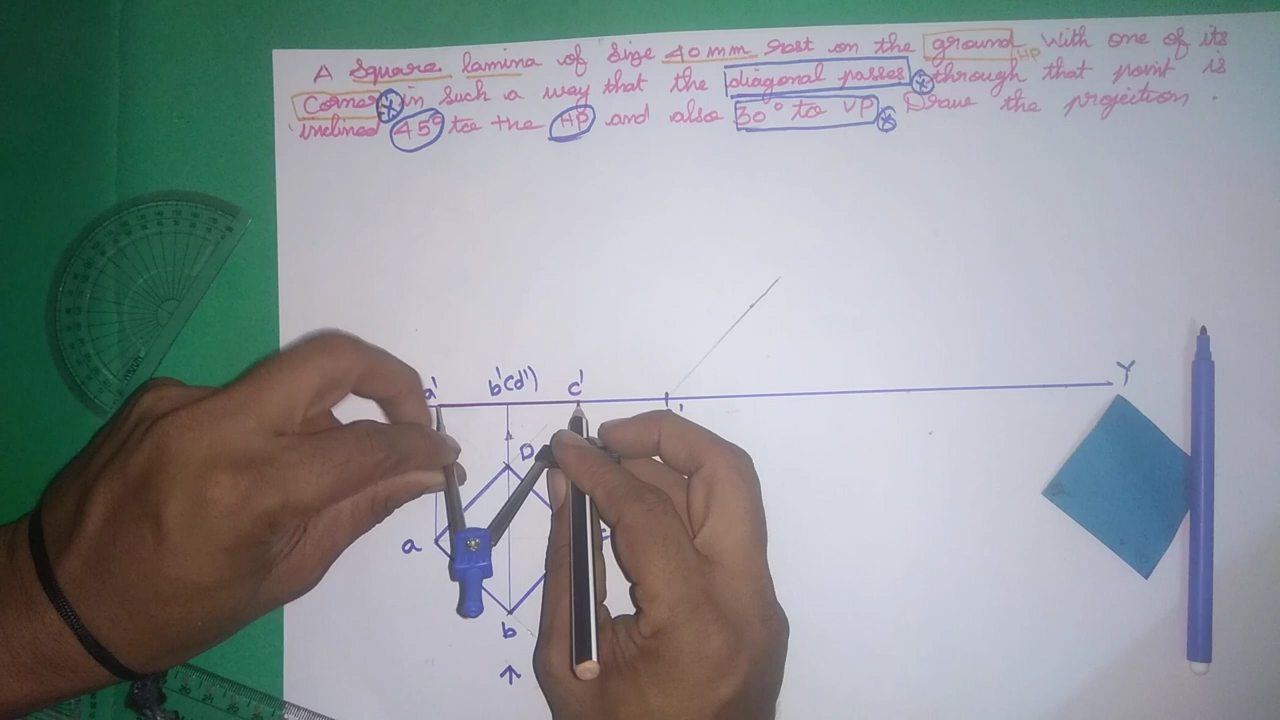 A Square lamina of Size 40 mm rest on the ground With one of its
HP
Corner in such a way that the diagonal passes through that point is
inclined 45° to the HP and also 30° to VP Draw the projection.
a' b'(d') c' Y
D
a
b